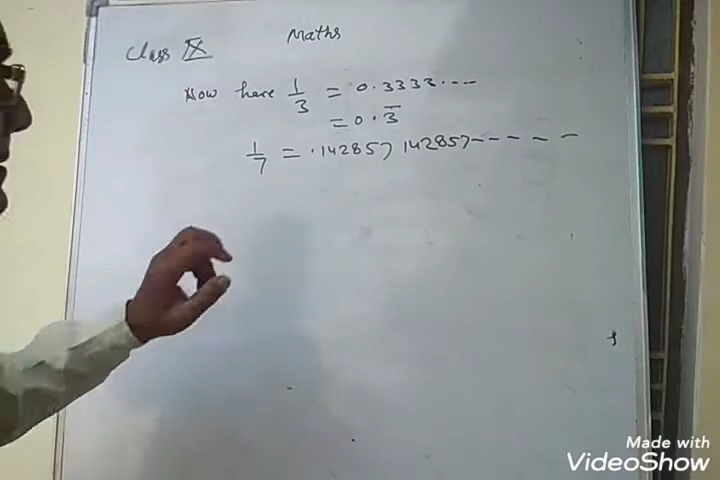 Maths
Class IX
Now here 1/3 = 0.3333....
= 0.3̅
1/7 = .142857 142857------
Made with
VideoShow